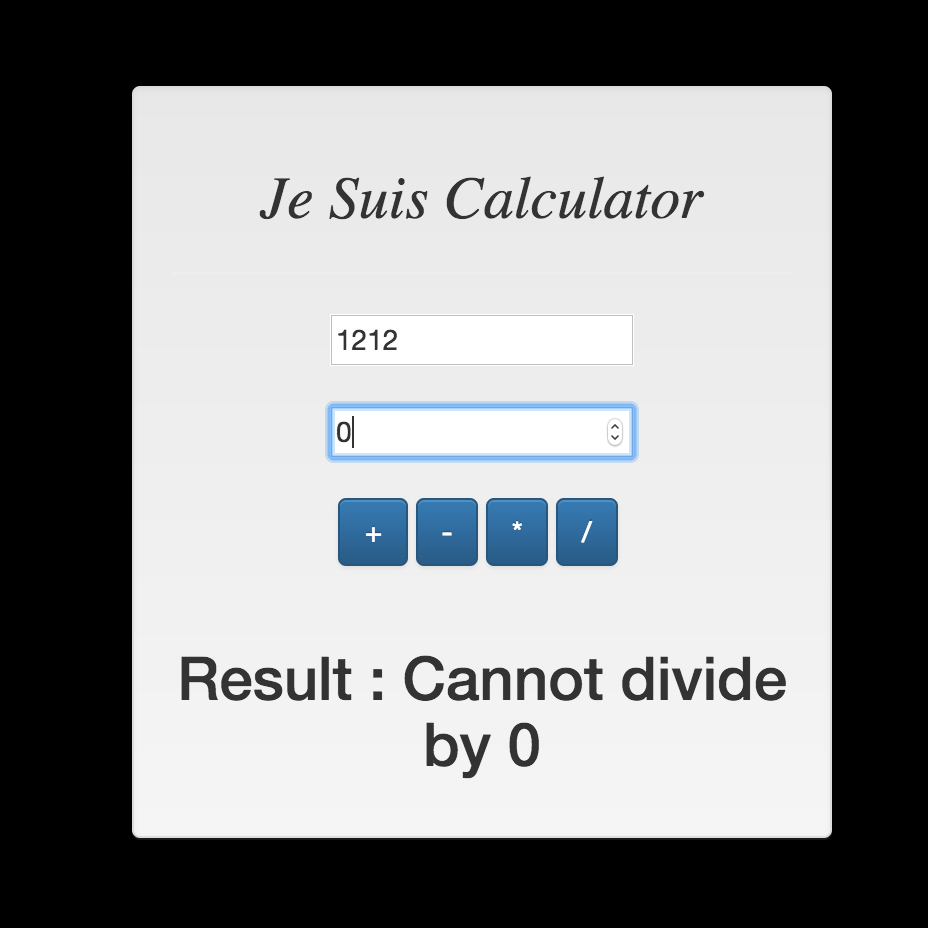 Je Suis Calculator
1212
0
+ - * /
Result : Cannot divide
by 0